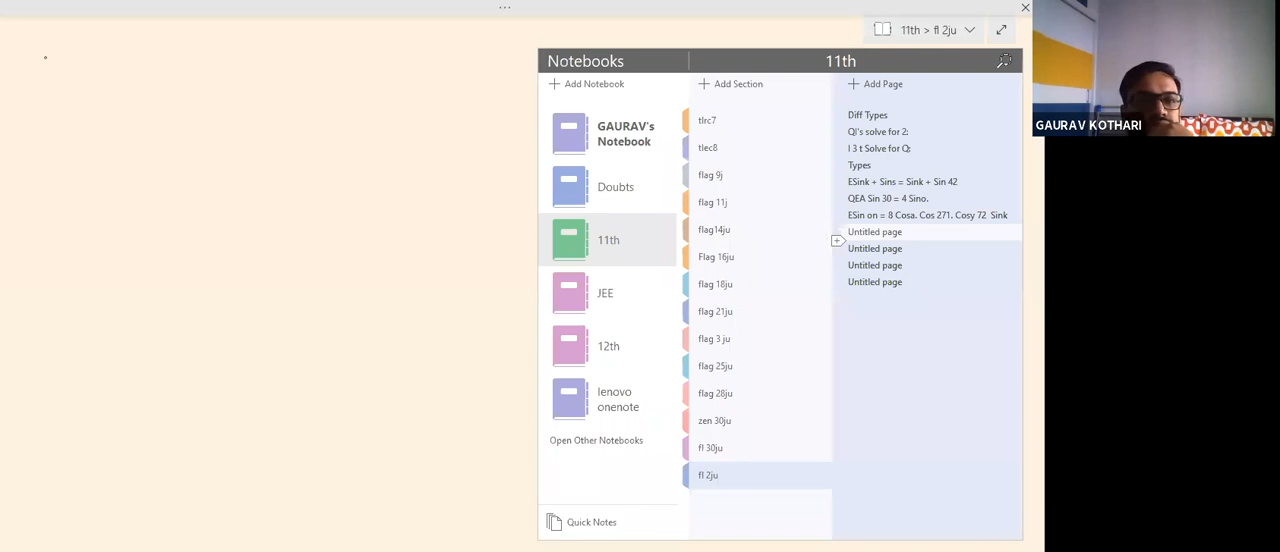 11th > fl 2ju
Notebooks
11th
Add Notebook
Add Section
Add Page
GAURAV's
Notebook
Doubts
11th
JEE
12th
lenovo
onenote
Open Other Notebooks
Quick Notes
tlrc7
tlec8
flag 9j
flag 11j
flag14ju
Flag 16ju
flag 18ju
flag 21ju
flag 3 ju
flag 25ju
flag 28ju
zen 30ju
fl 30ju
fl 2ju
Diff Types
QI's solve for 2:
I 3 t Solve for Q:
Types
ESink + Sins = Sink + Sin 42
QEA Sin 30 = 4 Sino.
ESin on = 8 Cosa. Cos 271. Cosy 72 Sink
Untitled page
Untitled page
Untitled page
Untitled page
GAURAV KOTHARI